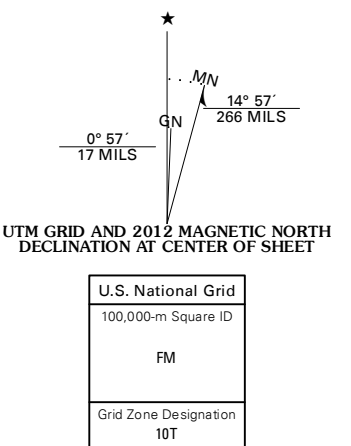 ★
MN
GN
14° 57´
266 MILS
0° 57´
17 MILS
UTM GRID AND 2012 MAGNETIC NORTH
DECLINATION AT CENTER OF SHEET
U.S. National Grid
100,000-m Square ID
FM
Grid Zone Designation
10T